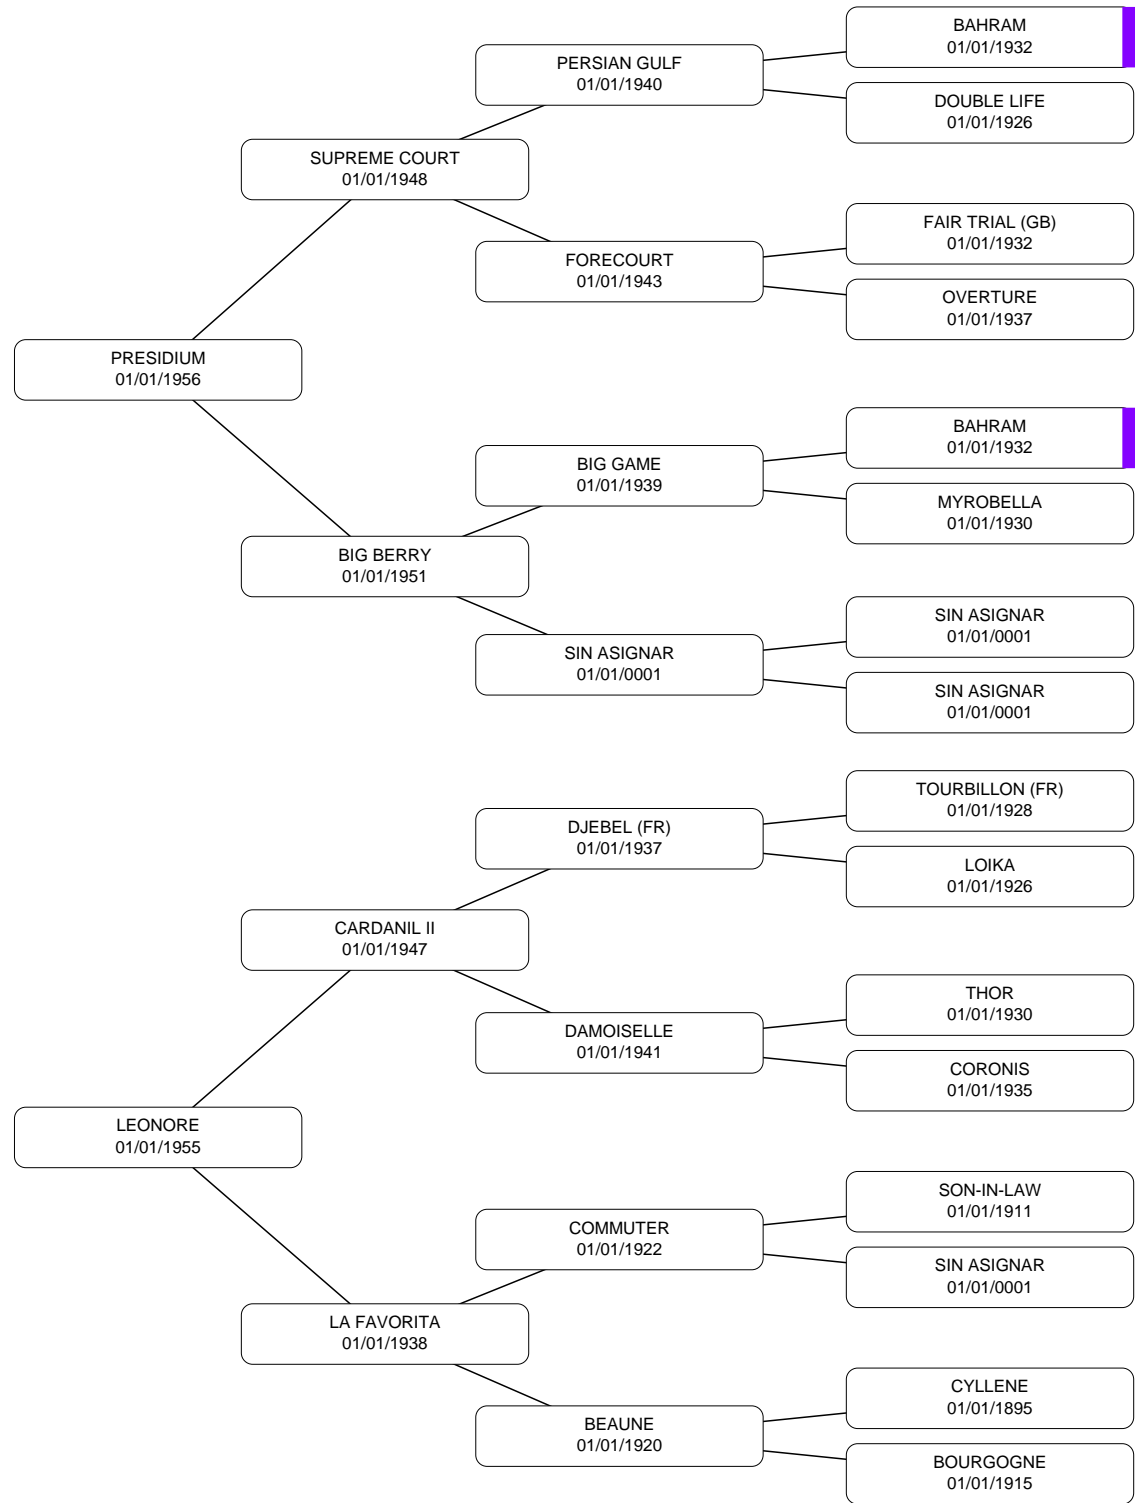 BAHRAM
01/01/1932
PERSIAN GULF
01/01/1940
DOUBLE LIFE
01/01/1926
SUPREME COURT
01/01/1948
FAIR TRIAL (GB)
01/01/1932
FORECOURT
01/01/1943
OVERTURE
01/01/1937
PRESIDIUM
01/01/1956
BAHRAM
01/01/1932
BIG GAME
01/01/1939
MYROBELLA
01/01/1930
BIG BERRY
01/01/1951
SIN ASIGNAR
01/01/0001
SIN ASIGNAR
01/01/0001
SIN ASIGNAR
01/01/0001
TOURBILLON (FR)
01/01/1928
DJEBEL (FR)
01/01/1937
LOIKA
01/01/1926
CARDANIL II
01/01/1947
THOR
01/01/1930
DAMOISELLE
01/01/1941
CORONIS
01/01/1935
LEONORE
01/01/1955
SON-IN-LAW
01/01/1911
COMMUTER
01/01/1922
SIN ASIGNAR
01/01/0001
LA FAVORITA
01/01/1938
CYLLENE
01/01/1895
BEAUNE
01/01/1920
BOURGOGNE
01/01/1915